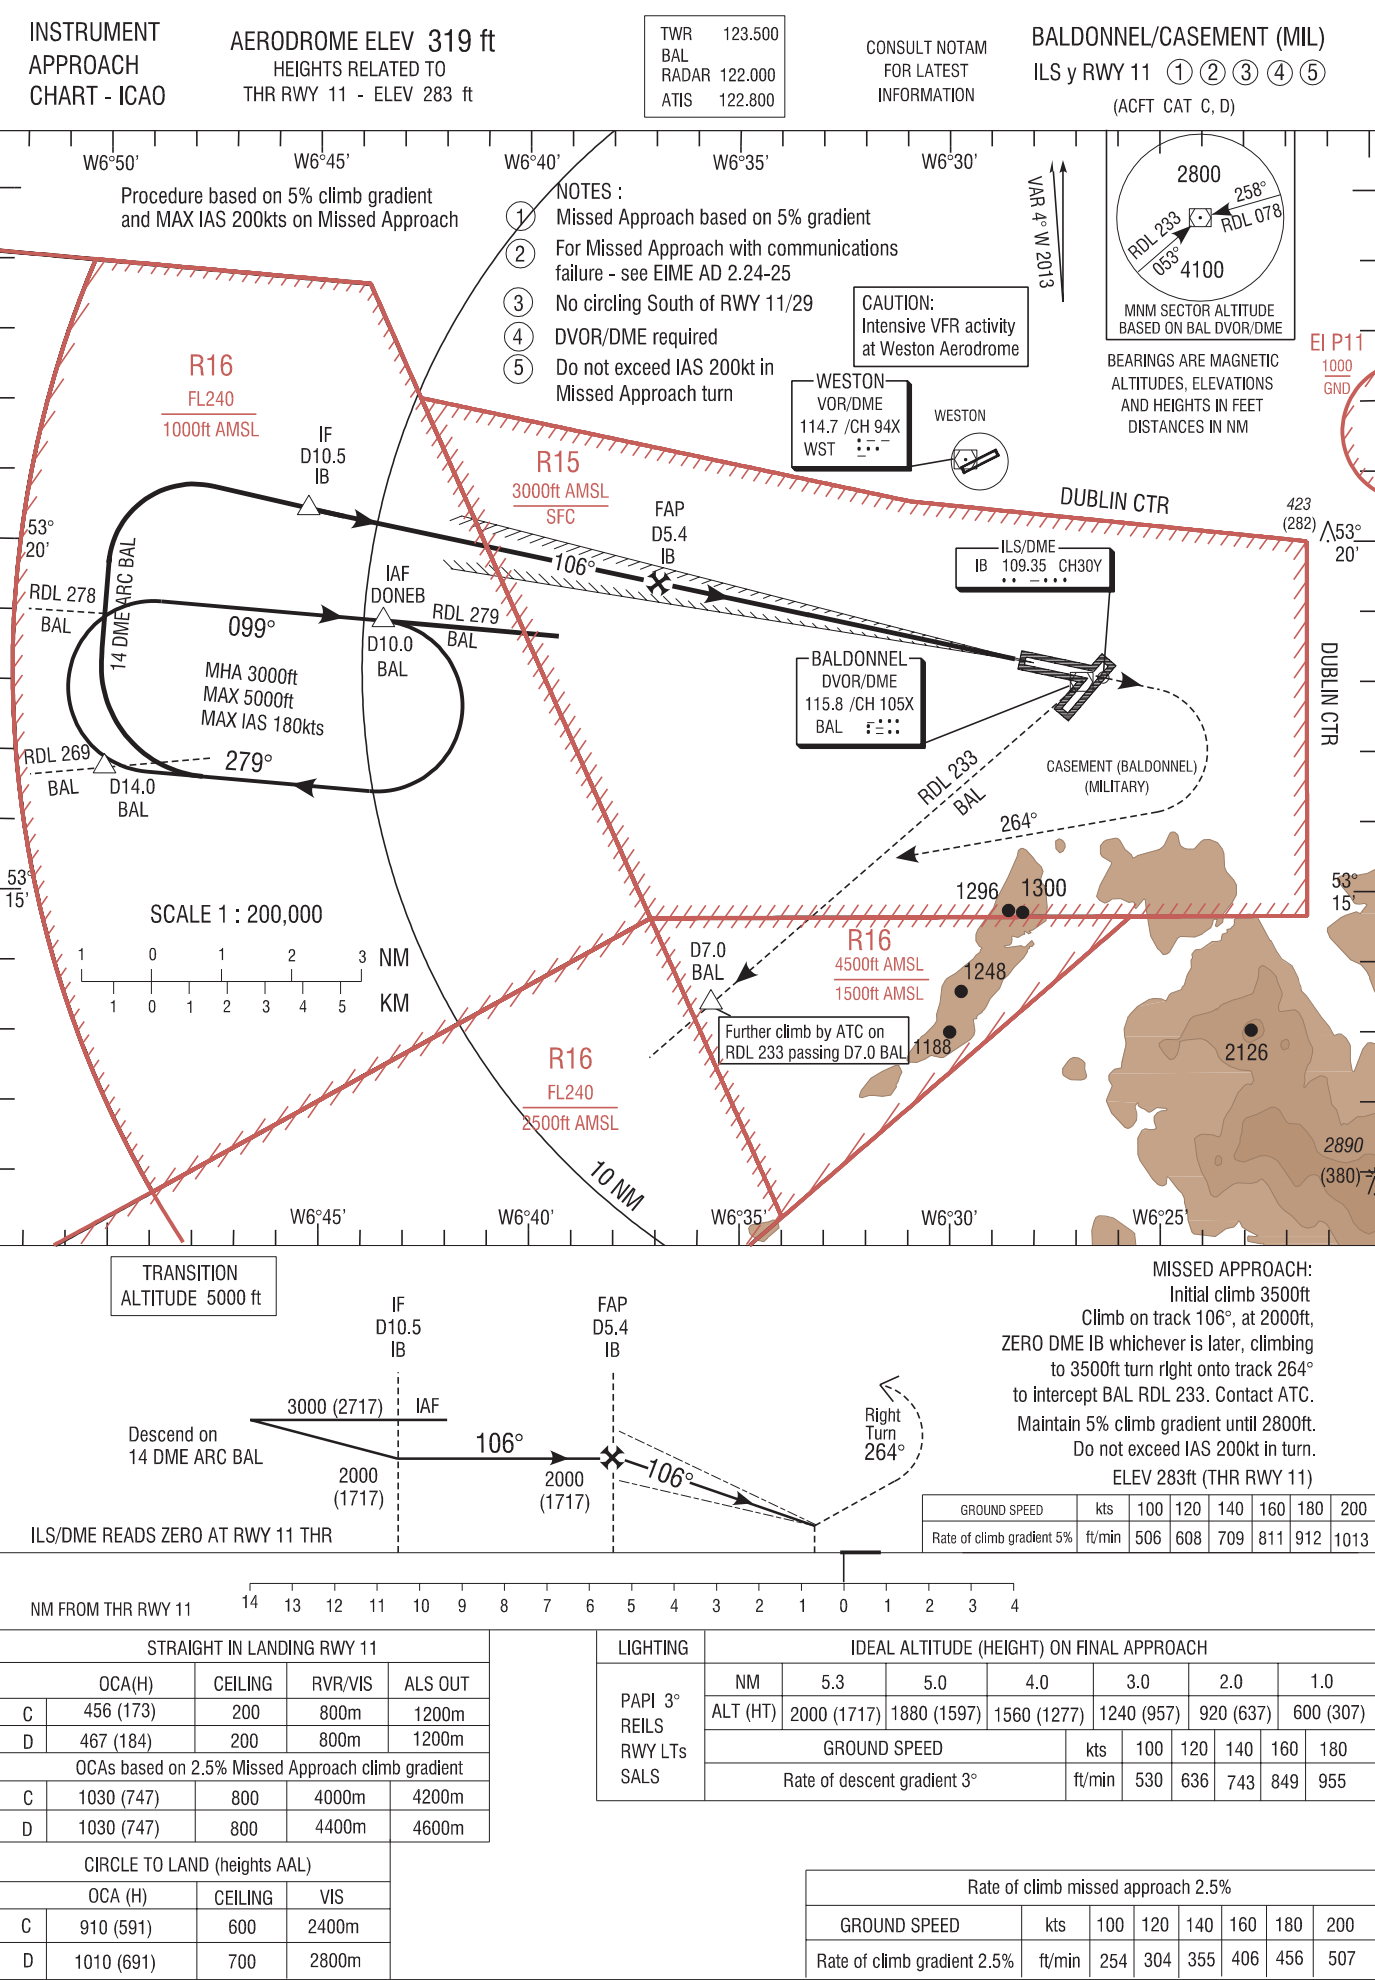 INSTRUMENT
APPROACH
CHART - ICAO
AERODROME ELEV 319 ft
HEIGHTS RELATED TO
THR RWY 11 - ELEV 283 ft
TWR 123.500
BAL
RADAR 122.000
ATIS 122.800
CONSULT NOTAM
FOR LATEST
INFORMATION
BALDONNEL/CASEMENT (MIL)
ILS y RWY 11 1 2 3 4 5
(ACFT CAT C, D)
W6°50' W6°45' W6°40' W6°35' W6°30'
Procedure based on 5% climb gradient
and MAX IAS 200kts on Missed Approach
NOTES :
1 Missed Approach based on 5% gradient
2 For Missed Approach with communications
failure - see EIME AD 2.24-25
3 No circling South of RWY 11/29
4 DVOR/DME required
5 Do not exceed IAS 200kt in
Missed Approach turn
VAR 4° W 2013
2800
258°
RDL 078
RDL 233
053°
4100
MNM SECTOR ALTITUDE
BASED ON BAL DVOR/DME
BEARINGS ARE MAGNETIC
ALTITUDES, ELEVATIONS
AND HEIGHTS IN FEET
DISTANCES IN NM
CAUTION:
Intensive VFR activity
at Weston Aerodrome
EI P11
1000
GND
R16
FL240
1000ft AMSL
WESTON
VOR/DME
114.7 /CH 94X
WST
WESTON
IF
D10.5
IB
R15
3000ft AMSL
SFC
FAP
D5.4
IB
DUBLIN CTR
423
(282)
53°
20'
53°
20'
14 DME ARC BAL
106°
ILS/DME
IB 109.35 CH30Y
RDL 278
BAL
IAF
DONEB
RDL 279
BAL
D10.0
BAL
099°
MHA 3000ft
MAX 5000ft
MAX IAS 180kts
279°
BALDONNEL
DVOR/DME
115.8 /CH 105X
BAL
DUBLIN CTR
RDL 269
BAL
D14.0
BAL
RDL 233
BAL
CASEMENT (BALDONNEL)
(MILITARY)
264°
53°
15'
53°
15'
1296
1300
SCALE 1 : 200,000
1 0 1 2 3 NM
1 0 1 2 3 4 5 KM
D7.0
BAL
R16
4500ft AMSL
1500ft AMSL
1248
Further climb by ATC on
RDL 233 passing D7.0 BAL
1188
2126
R16
FL240
2500ft AMSL
2890
(380)
10 NM
W6°45' W6°40' W6°35' W6°30' W6°25'
TRANSITION
ALTITUDE 5000 ft
MISSED APPROACH:
Initial climb 3500ft
Climb on track 106°, at 2000ft,
ZERO DME IB whichever is later, climbing
to 3500ft turn right onto track 264°
to intercept BAL RDL 233. Contact ATC.
Maintain 5% climb gradient until 2800ft.
Do not exceed IAS 200kt in turn.
ELEV 283ft (THR RWY 11)
IF
D10.5
IB
FAP
D5.4
IB
3000 (2717) IAF
Descend on
14 DME ARC BAL
106°
2000
(1717)
2000
(1717)
106°
Right
Turn
264°
ILS/DME READS ZERO AT RWY 11 THR
GROUND SPEED kts 100 120 140 160 180 200
Rate of climb gradient 5% ft/min 506 608 709 811 912 1013
NM FROM THR RWY 11 14 13 12 11 10 9 8 7 6 5 4 3 2 1 0 1 2 3 4
STRAIGHT IN LANDING RWY 11
OCA(H) CEILING RVR/VIS ALS OUT
C 456 (173) 200 800m 1200m
D 467 (184) 200 800m 1200m
OCAs based on 2.5% Missed Approach climb gradient
C 1030 (747) 800 4000m 4200m
D 1030 (747) 800 4400m 4600m
CIRCLE TO LAND (heights AAL)
OCA (H) CEILING VIS
C 910 (591) 600 2400m
D 1010 (691) 700 2800m
LIGHTING
PAPI 3°
REILS
RWY LTs
SALS
IDEAL ALTITUDE (HEIGHT) ON FINAL APPROACH
NM 5.3 5.0 4.0 3.0 2.0 1.0
ALT (HT) 2000 (1717) 1880 (1597) 1560 (1277) 1240 (957) 920 (637) 600 (307)
GROUND SPEED kts 100 120 140 160 180
Rate of descent gradient 3° ft/min 530 636 743 849 955
Rate of climb missed approach 2.5%
GROUND SPEED kts 100 120 140 160 180 200
Rate of climb gradient 2.5% ft/min 254 304 355 406 456 507